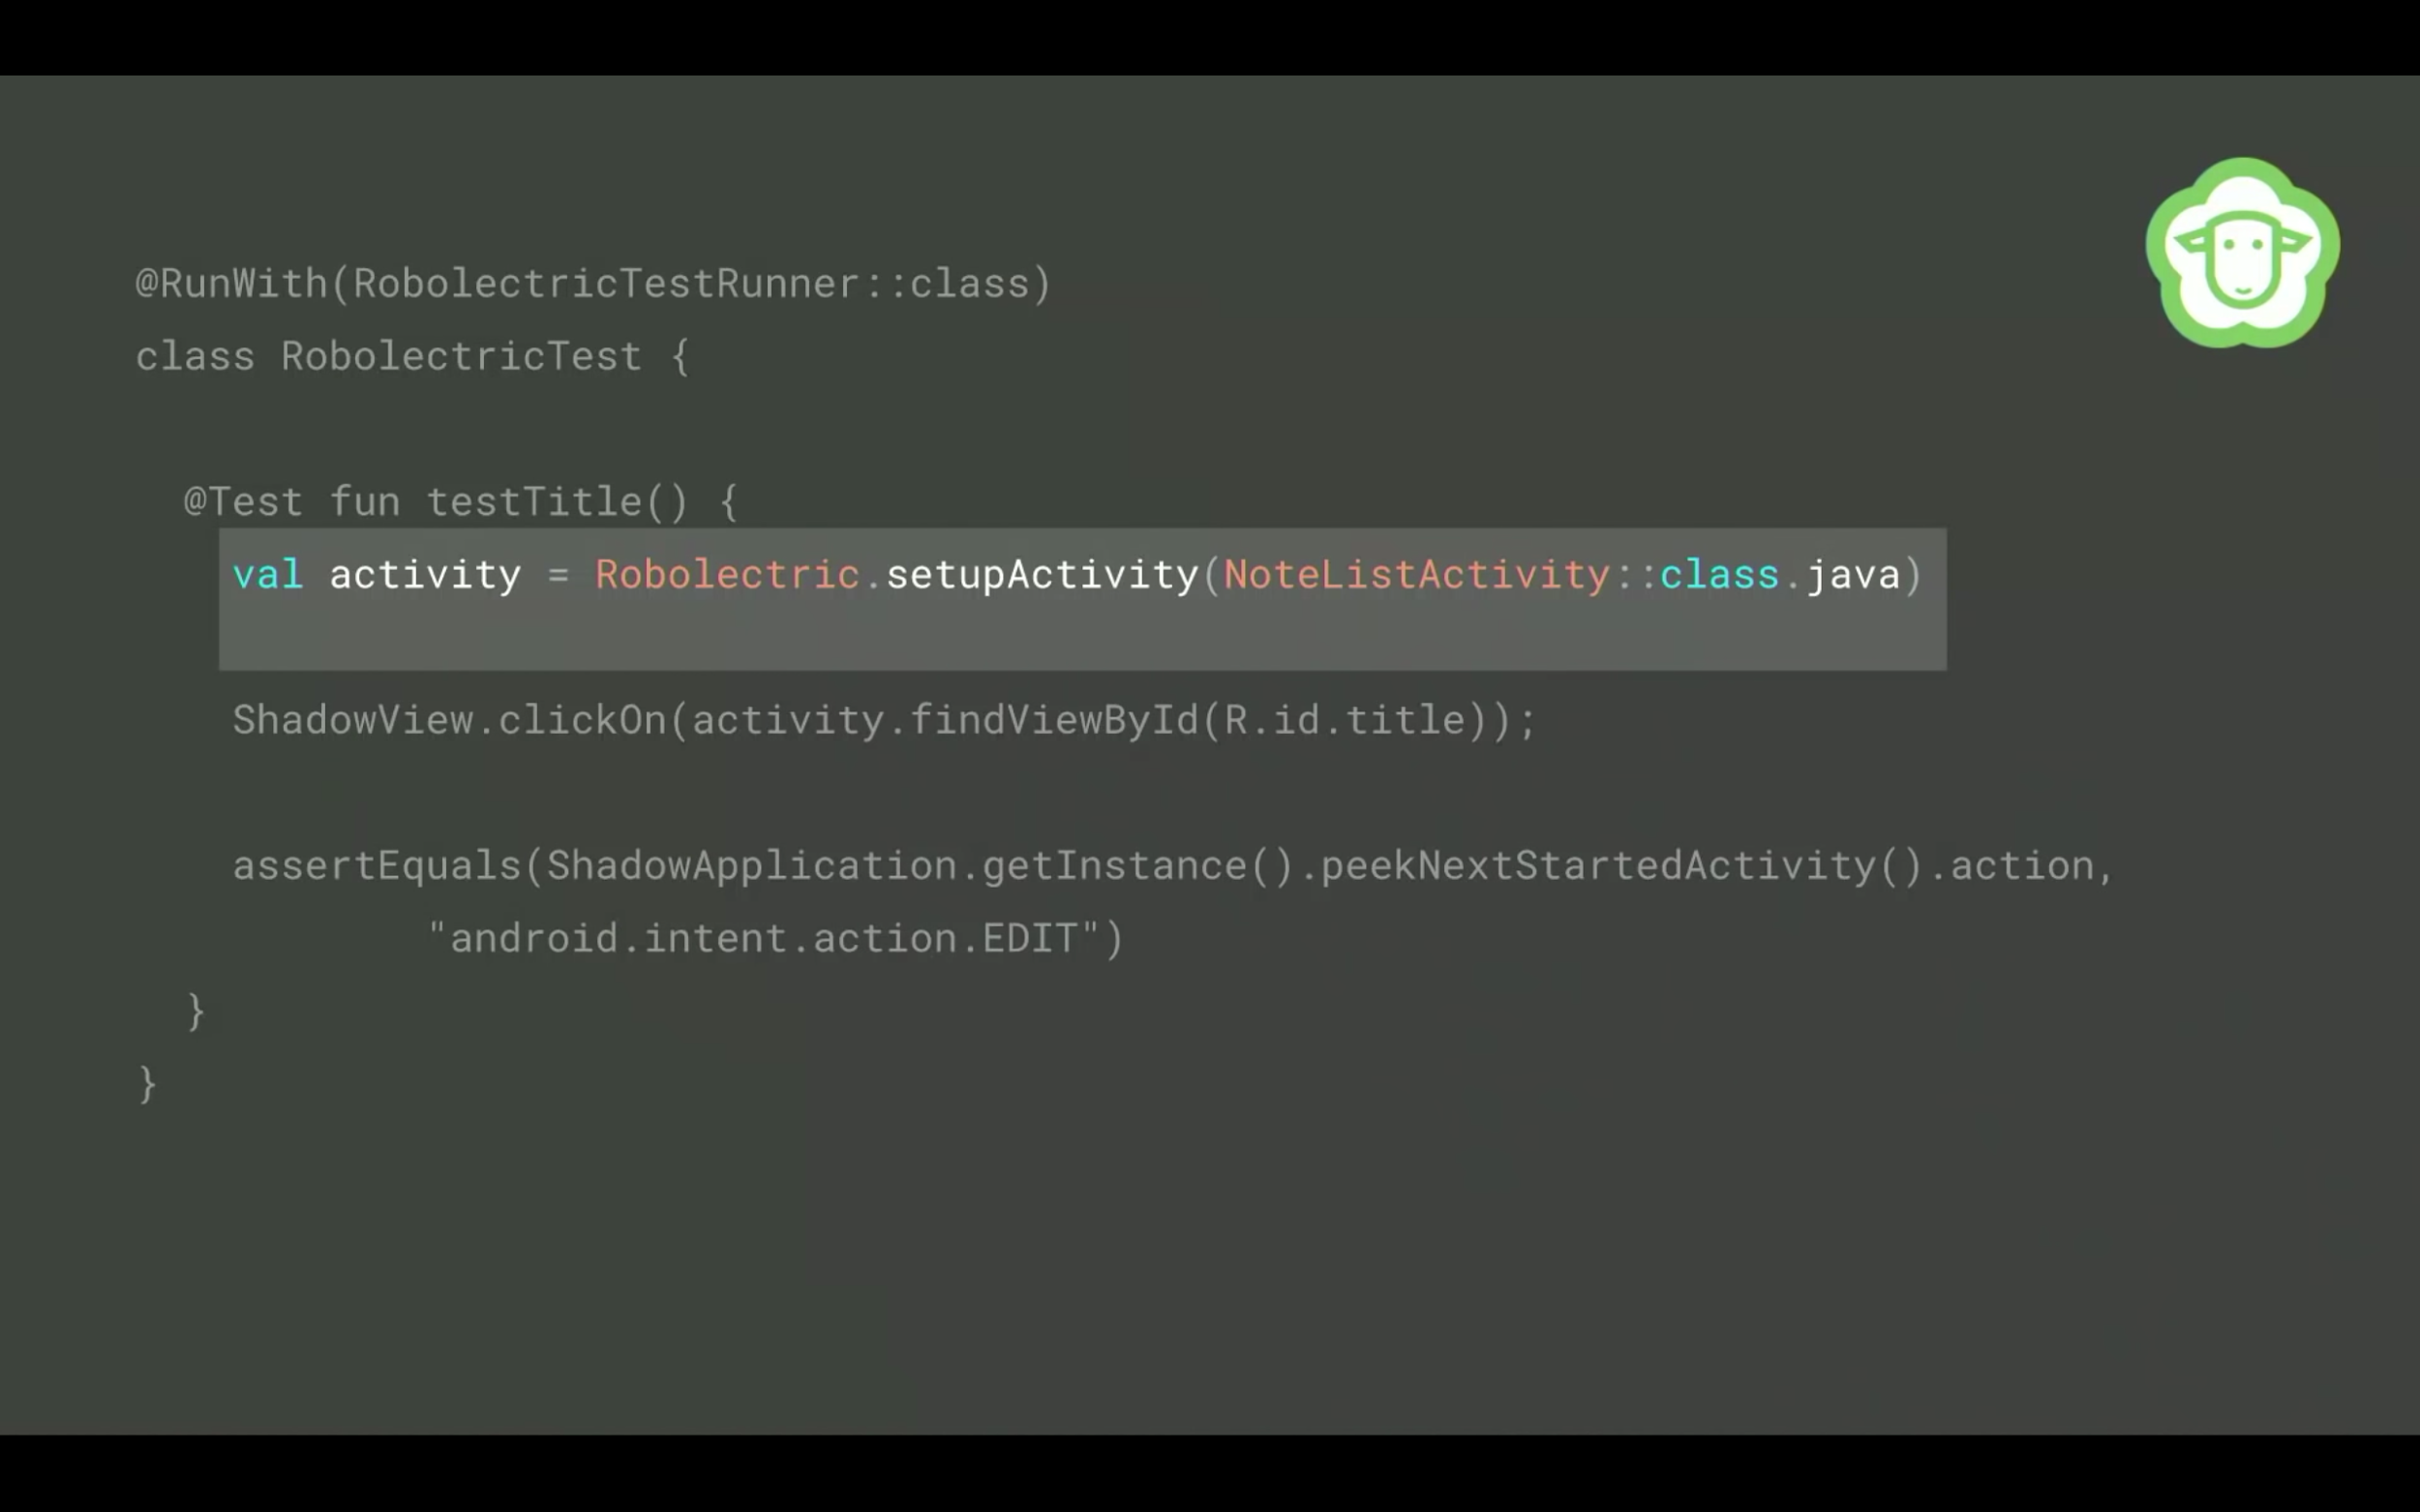 @RunWith(RobolectricTestRunner::class)
class RobolectricTest {
@Test fun testTitle() {
val activity = Robolectric.setupActivity(NoteListActivity::class.java)
ShadowView.clickOn(activity.findViewById(R.id.title));
assertEquals(ShadowApplication.getInstance().peekNextStartedActivity().action,
"android.intent.action.EDIT")
}
}